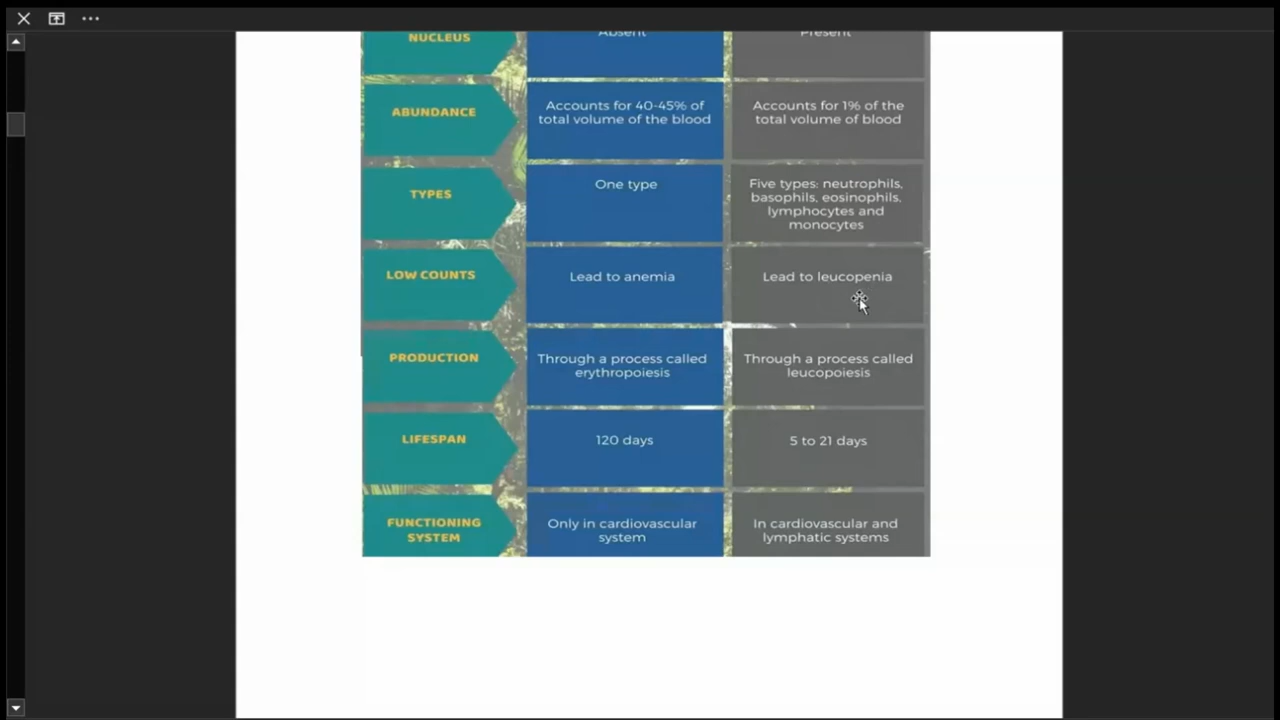 NUCLEUS
Absent
Present
ABUNDANCE
Accounts for 40-45% of
total volume of the blood
Accounts for 1% of the
total volume of blood
TYPES
One type
Five types: neutrophils,
basophils, eosinophils,
lymphocytes and
monocytes
LOW COUNTS
Lead to anemia
Lead to leucopenia
PRODUCTION
Through a process called
erythropoiesis
Through a process called
leucopoiesis
LIFESPAN
120 days
5 to 21 days
FUNCTIONING
SYSTEM
Only in cardiovascular
system
In cardiovascular and
lymphatic systems